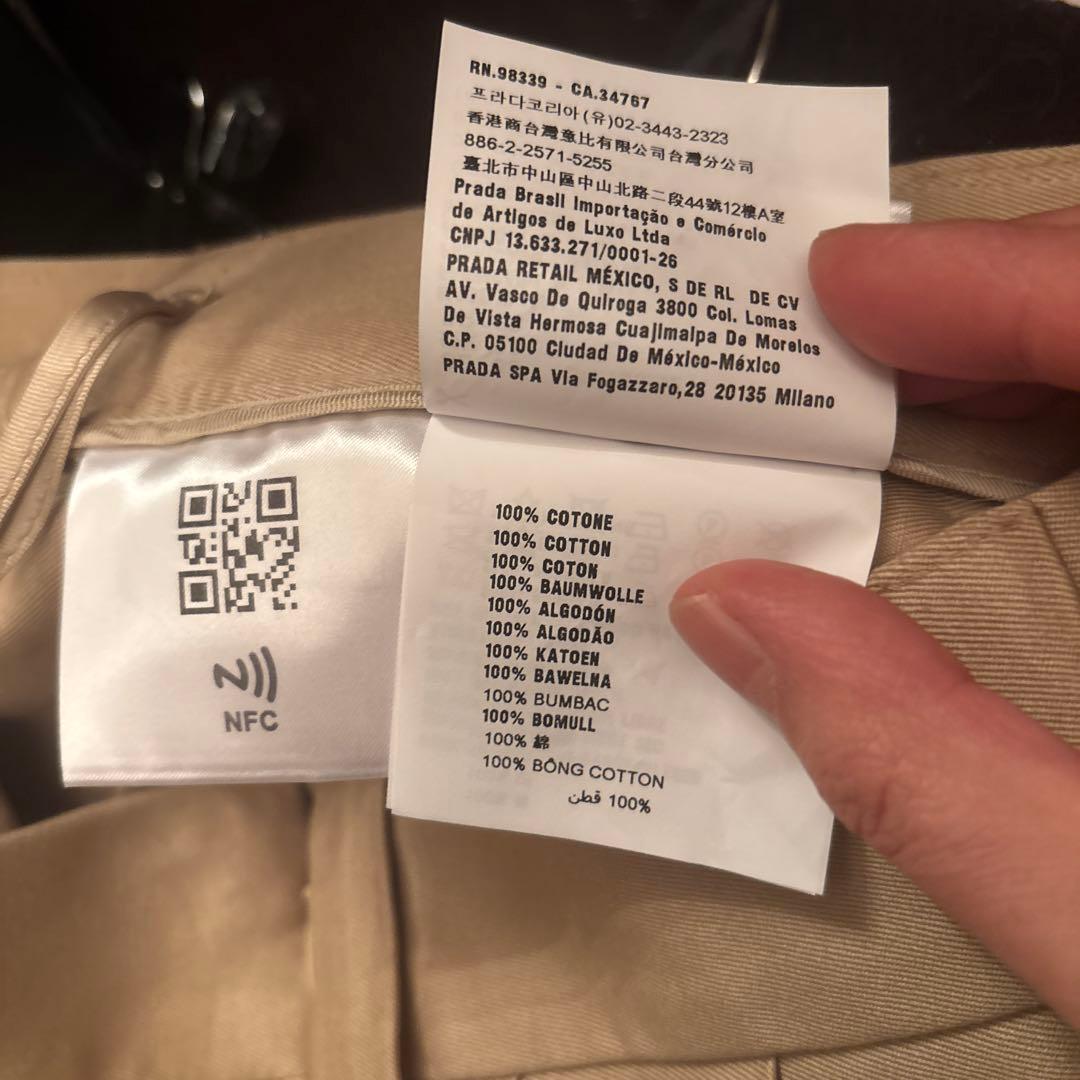 RN.98339 - CA.34767
프라다코리아(유)02-3443-2323
香港商台灣彙比有限公司台灣分公司
886-2-2571-5255
臺北市中山區中山北路二段44號12樓A室
Prada Brasil Importação e Comércio
de Artigos de Luxo Ltda
CNPJ 13.633.271/0001-26
PRADA RETAIL MÉXICO, S DE RL DE CV
AV. Vasco De Quiroga 3800 Col. Lomas
De Vista Hermosa Cuajimalpa De Morelos
C.P. 05100 Ciudad De México-México
PRADA SPA Via Fogazzaro,28 20135 Milano
100% COTONE
100% COTTON
100% COTON
100% BAUMWOLLE
100% ALGODÓN
100% ALGODÃO
100% KATOEN
100% BAWEŁNA
100% BUMBAC
100% BOMULL
100% 綿
100% BÔNG COTTON
100% قطن
NFC